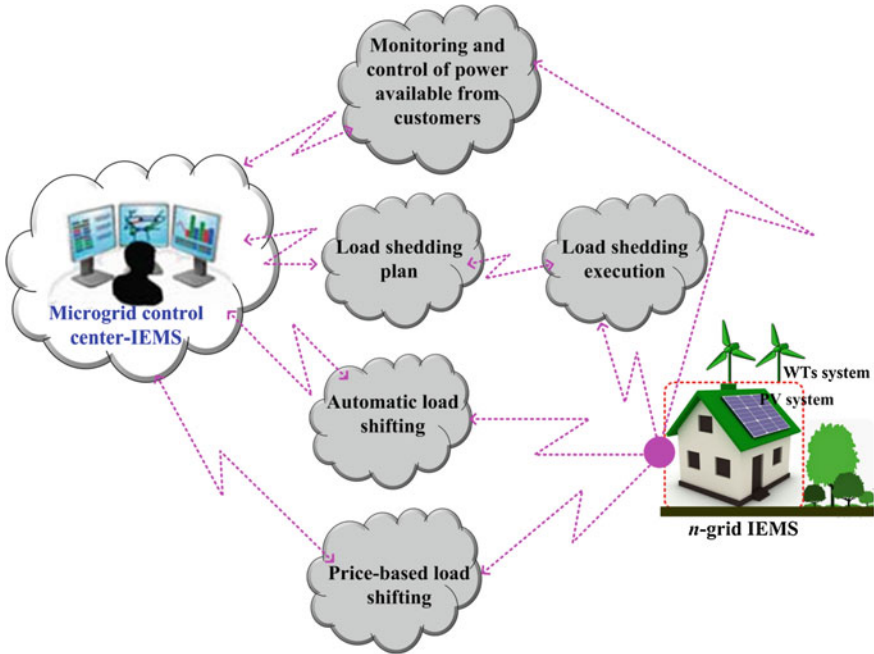 Monitoring and
control of power
available from
customers
Load shedding
plan
Load shedding
execution
Microgrid control
center-IEMS
WTs system
PV system
Automatic load
shifting
n-grid IEMS
Price-based load
shifting